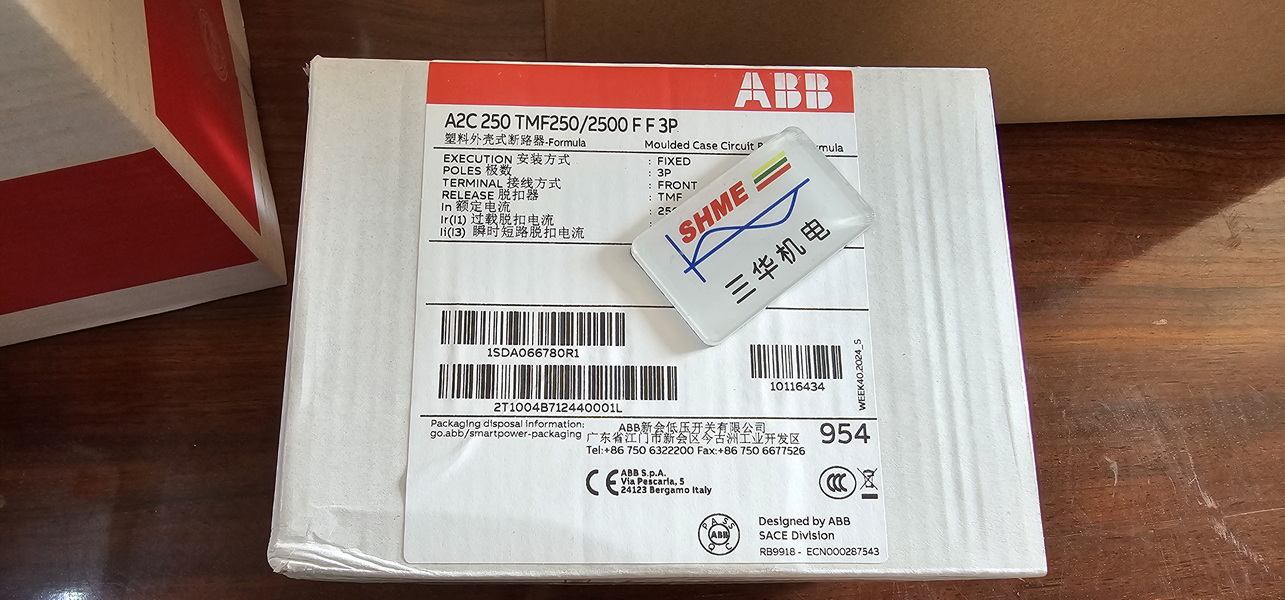 ABB
A2C 250 TMF250/2500 F F 3P
塑料外壳式断路器-Formula Moulded Case Circuit
EXECUTION 安装方式 : FIXED
POLES 极数 : 3P
TERMINAL 接线方式 : FRONT
RELEASE 脱扣器 : TMF
In 额定电流 :
Ir(I1) 过载脱扣电流 :
Ii(I3) 瞬时短路脱扣电流
SHME
三华机电
1SDA066780R1
2T1004B712440001L
10116434
WEEK40.2024_S
Packaging disposal information:
go.abb/smartpower-packaging
ABB新会低压开关有限公司
广东省江门市新会区今古洲工业开发区
Tel:+86 750 6322200 Fax:+86 750 6677526
954
CE
ABB S.p.A.
Via Pescaria, 5
24123 Bergamo Italy
CCC
PASS
ABB
QC
Designed by ABB
SACE Division
RB9918 - ECN000287543